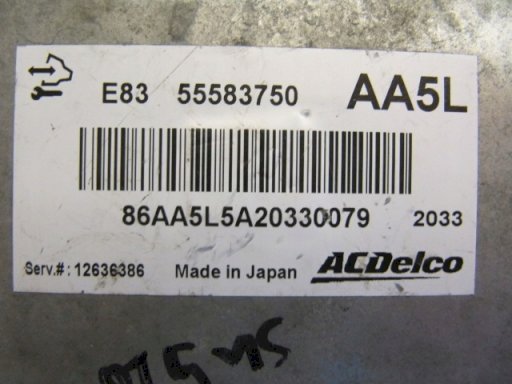 E83 55583750 AA5L
86AA5L5A20330079 2033
Serv.#: 12636386 Made in Japan ACDelco